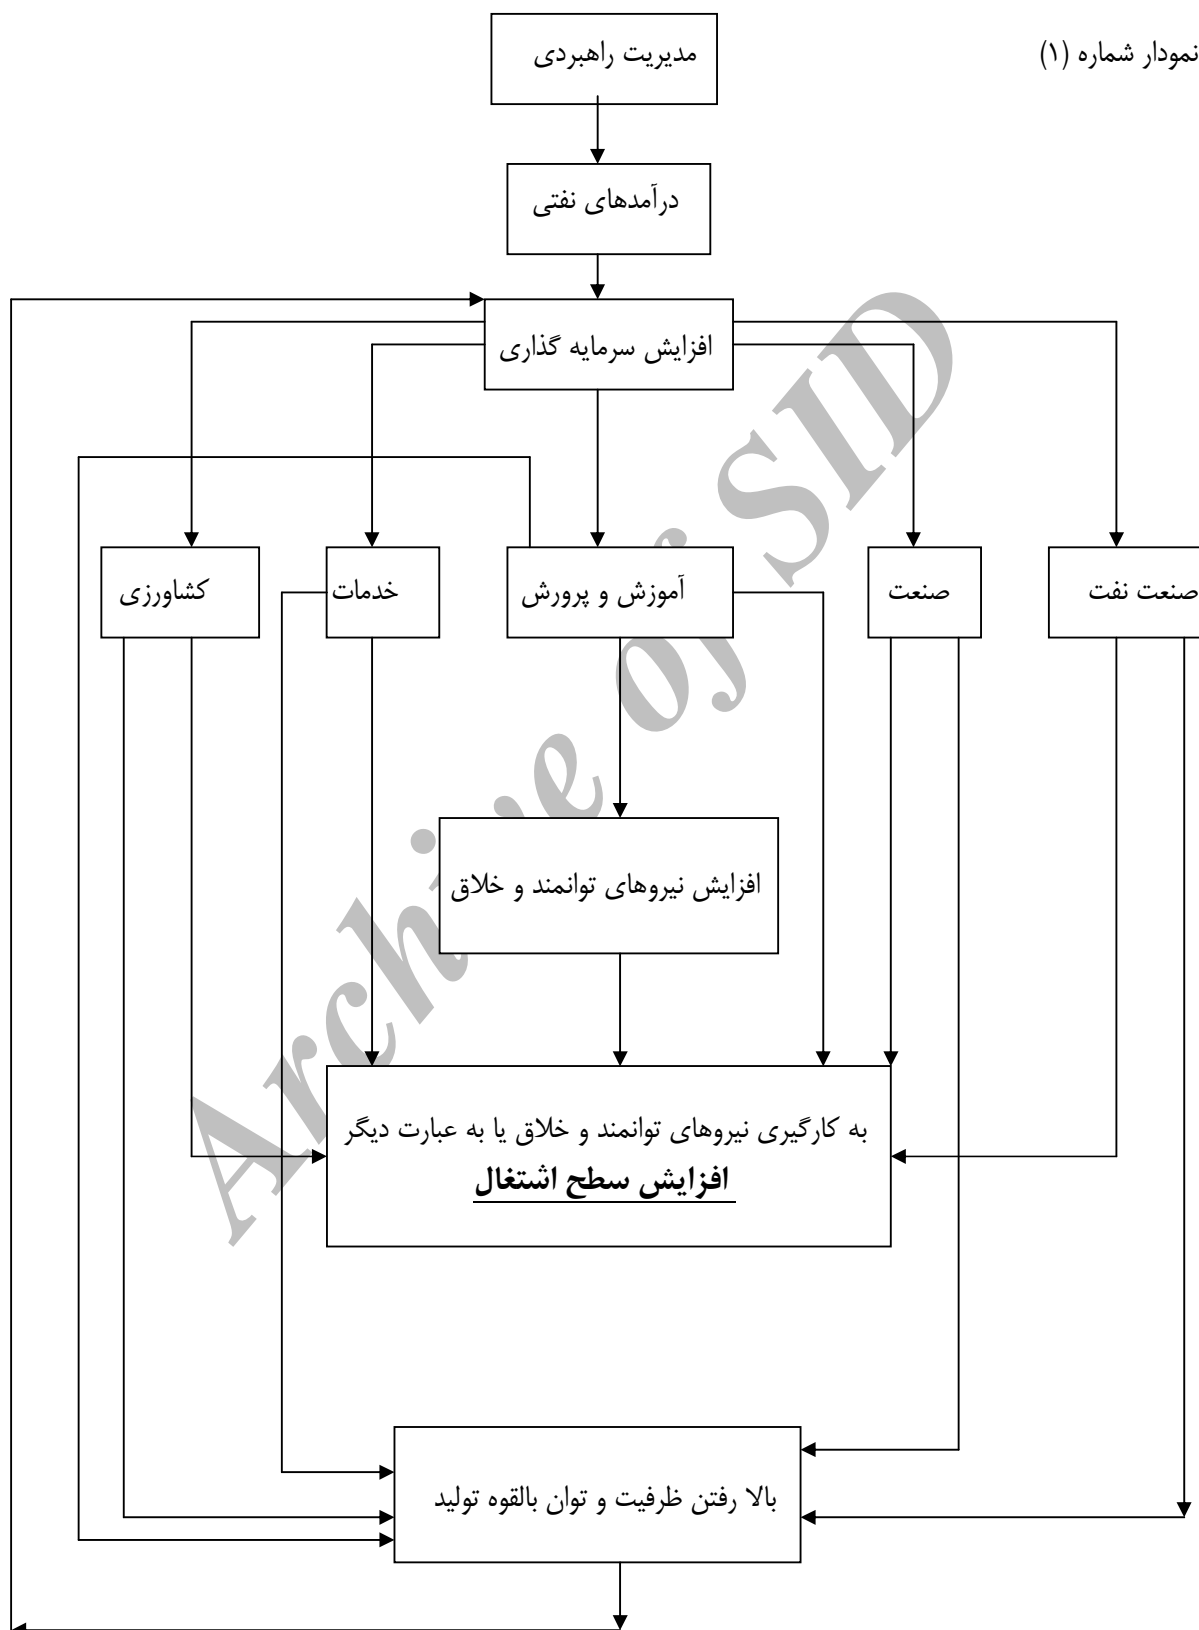 نمودار شماره (۱)
مدیریت راهبردی
درآمدهای نفتی
افزایش سرمایه گذاری
صنعت نفت
صنعت
آموزش و پرورش
خدمات
کشاورزی
افزایش نیروهای توانمند و خلاق
به کارگیری نیروهای توانمند و خلاق یا به عبارت دیگر
افزایش سطح اشتغال
بالا رفتن ظرفیت و توان بالقوه تولید
Archive of SID